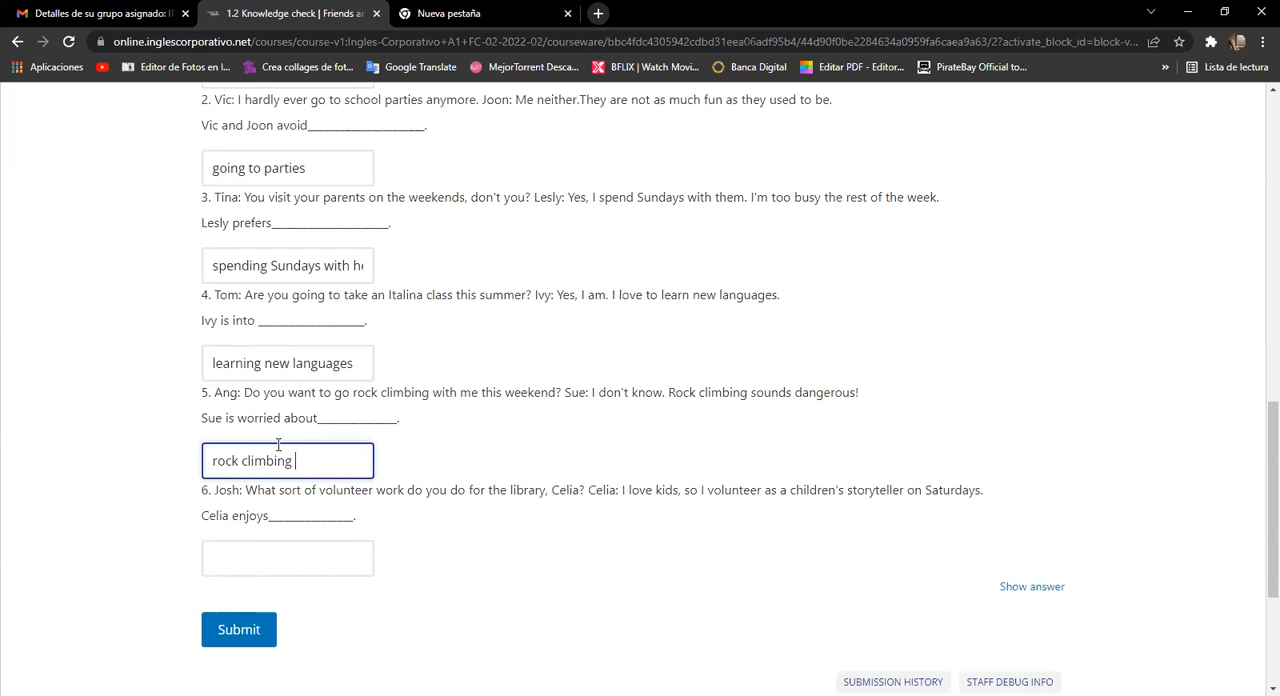 Detalles de su grupo asignado: I
1.2 Knowledge check | Friends ar
Nueva pestaña
online.inglescorporativo.net/courses/course-v1:Ingles-Corporativo+A1+FC-02-2022-02/courseware/bbc4fdc4305942cdbd31eea06adf95b4/44d90f0be2284634a0959fa6caea9a63/2?activate_block_id=block-v...
Aplicaciones
Editor de Fotos en l...
Crea collages de fot...
Google Translate
MejorTorrent Desca...
BFLIX | Watch Movi...
Banca Digital
Editar PDF - Editor...
PirateBay Official to...
»
Lista de lectura
2. Vic: I hardly ever go to school parties anymore. Joon: Me neither.They are not as much fun as they used to be.
Vic and Joon avoid____________________.
going to parties
3. Tina: You visit your parents on the weekends, don't you? Lesly: Yes, I spend Sundays with them. I'm too busy the rest of the week.
Lesly prefers____________________.
spending Sundays with he
4. Tom: Are you going to take an Italina class this summer? Ivy: Yes, I am. I love to learn new languages.
Ivy is into __________________.
learning new languages
5. Ang: Do you want to go rock climbing with me this weekend? Sue: I don't know. Rock climbing sounds dangerous!
Sue is worried about______________.
rock climbing
6. Josh: What sort of volunteer work do you do for the library, Celia? Celia: I love kids, so I volunteer as a children's storyteller on Saturdays.
Celia enjoys_______________.
Show answer
Submit
SUBMISSION HISTORY
STAFF DEBUG INFO